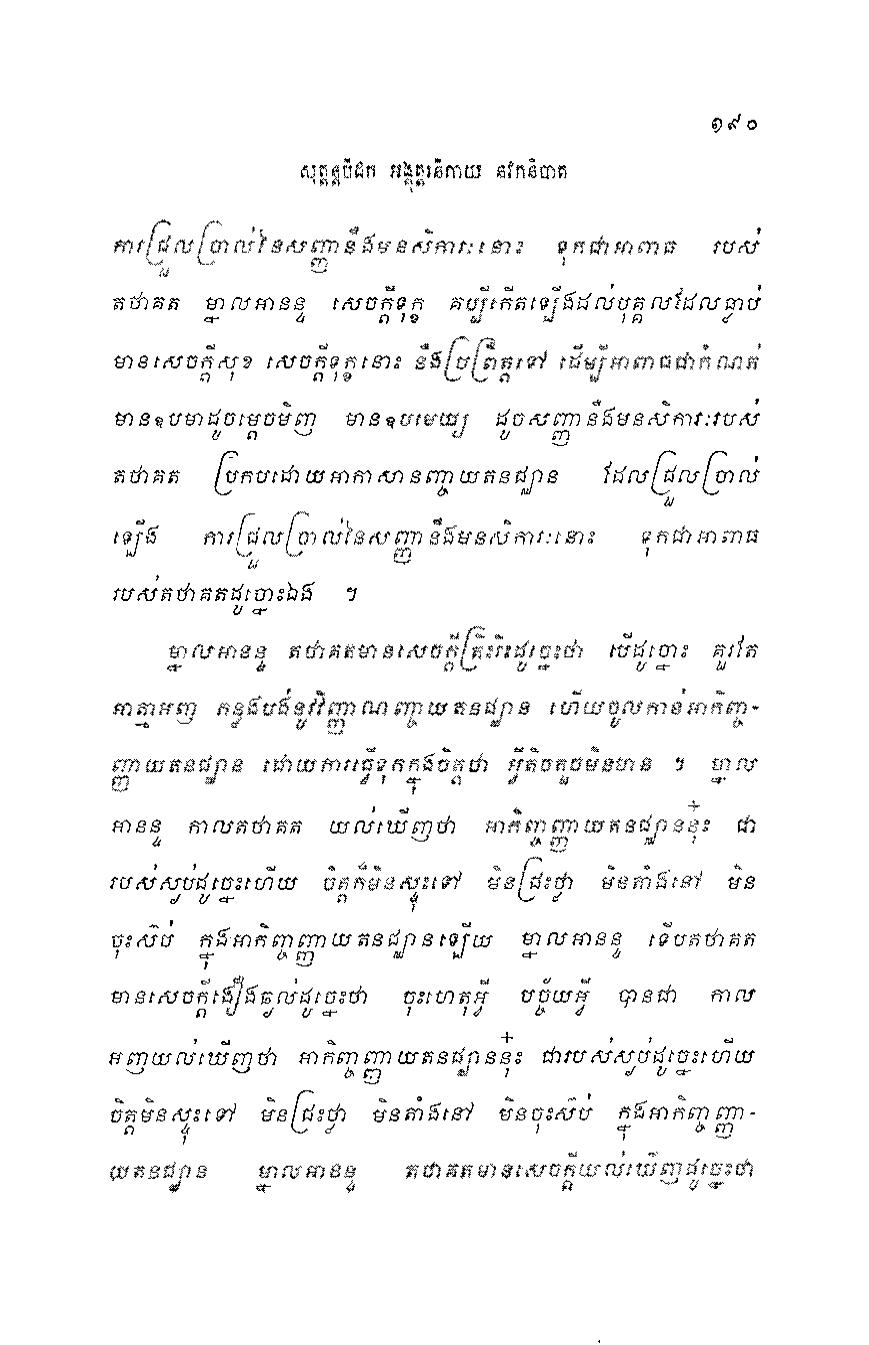 ១៩០
សុត្តន្តបិដក អង្គុត្តរនិកាយ នវកនិបាត
ការជ្រួលច្រាល់នៃសញ្ញានឹងមនសិការៈនោះ ទុកជាអាពាធ របស់
តថាគត ម្នាលអានន្ទ សេចក្តីទុក្ខ គប្បីកើតឡើងដល់បុគ្គលដែលធ្លាប់
មានសេចក្តីសុខ សេចក្តីទុក្ខនោះ នឹងប្រព្រឹត្តទៅ ដើម្បីអាពាធជាកំណត់
មានឧបមាដូចម្តេចមិញ មានឧបមេយ្យ ដូចសញ្ញានឹងមនសិការៈរបស់
តថាគត ប្រកបដោយអាកាសានញ្ចាយតនជ្ឈាន ដែលជ្រួលច្រាល់
ឡើង ការជ្រួលច្រាល់នៃសញ្ញានឹងមនសិការៈនោះ ទុកជាអាពាធ
របស់តថាគតដូច្នោះឯង ។
ម្នាលអានន្ទ តថាគតមានសេចក្តីត្រិះរិះដូច្នេះថា បើដូច្នោះ គួរតែ
អាត្មាអញ កន្លងបង់នូវវិញ្ញាណញ្ចាយតនជ្ឈាន ហើយចូលកាន់អាកិញ្ច-
ញ្ញាយតនជ្ឈាន ដោយការធ្វើទុកក្នុងចិត្តថា អ្វីតិចតួចមិនមាន ។ ម្នាល
អានន្ទ កាលតថាគត យល់ឃើញថា អាកិញ្ចញ្ញាយតនជ្ឈាននុ៎ះ ជា
របស់ស្ងប់ដូច្នេះហើយ ចិត្តក៏មិនស្ទុះទៅ មិនជ្រះថ្លា មិនតាំងនៅ មិន
ចុះស៊ប់ ក្នុងអាកិញ្ចញ្ញាយតនជ្ឈានឡើយ ម្នាលអានន្ទ ទើបតថាគត
មានសេចក្តីងឿងឆ្ងល់ដូច្នេះថា ចុះហេតុអ្វី បច្ច័យអ្វី បានជា កាល
អញយល់ឃើញថា អាកិញ្ចញ្ញាយតនជ្ឈាននុ៎ះ ជារបស់ស្ងប់ដូច្នេះហើយ
ចិត្តមិនស្ទុះទៅ មិនជ្រះថ្លា មិនតាំងនៅ មិនចុះស៊ប់ ក្នុងអាកិញ្ចញ្ញា-
យតនជ្ឈាន ម្នាលអានន្ទ តថាគតមានសេចក្តីយល់ឃើញដូច្នេះថា